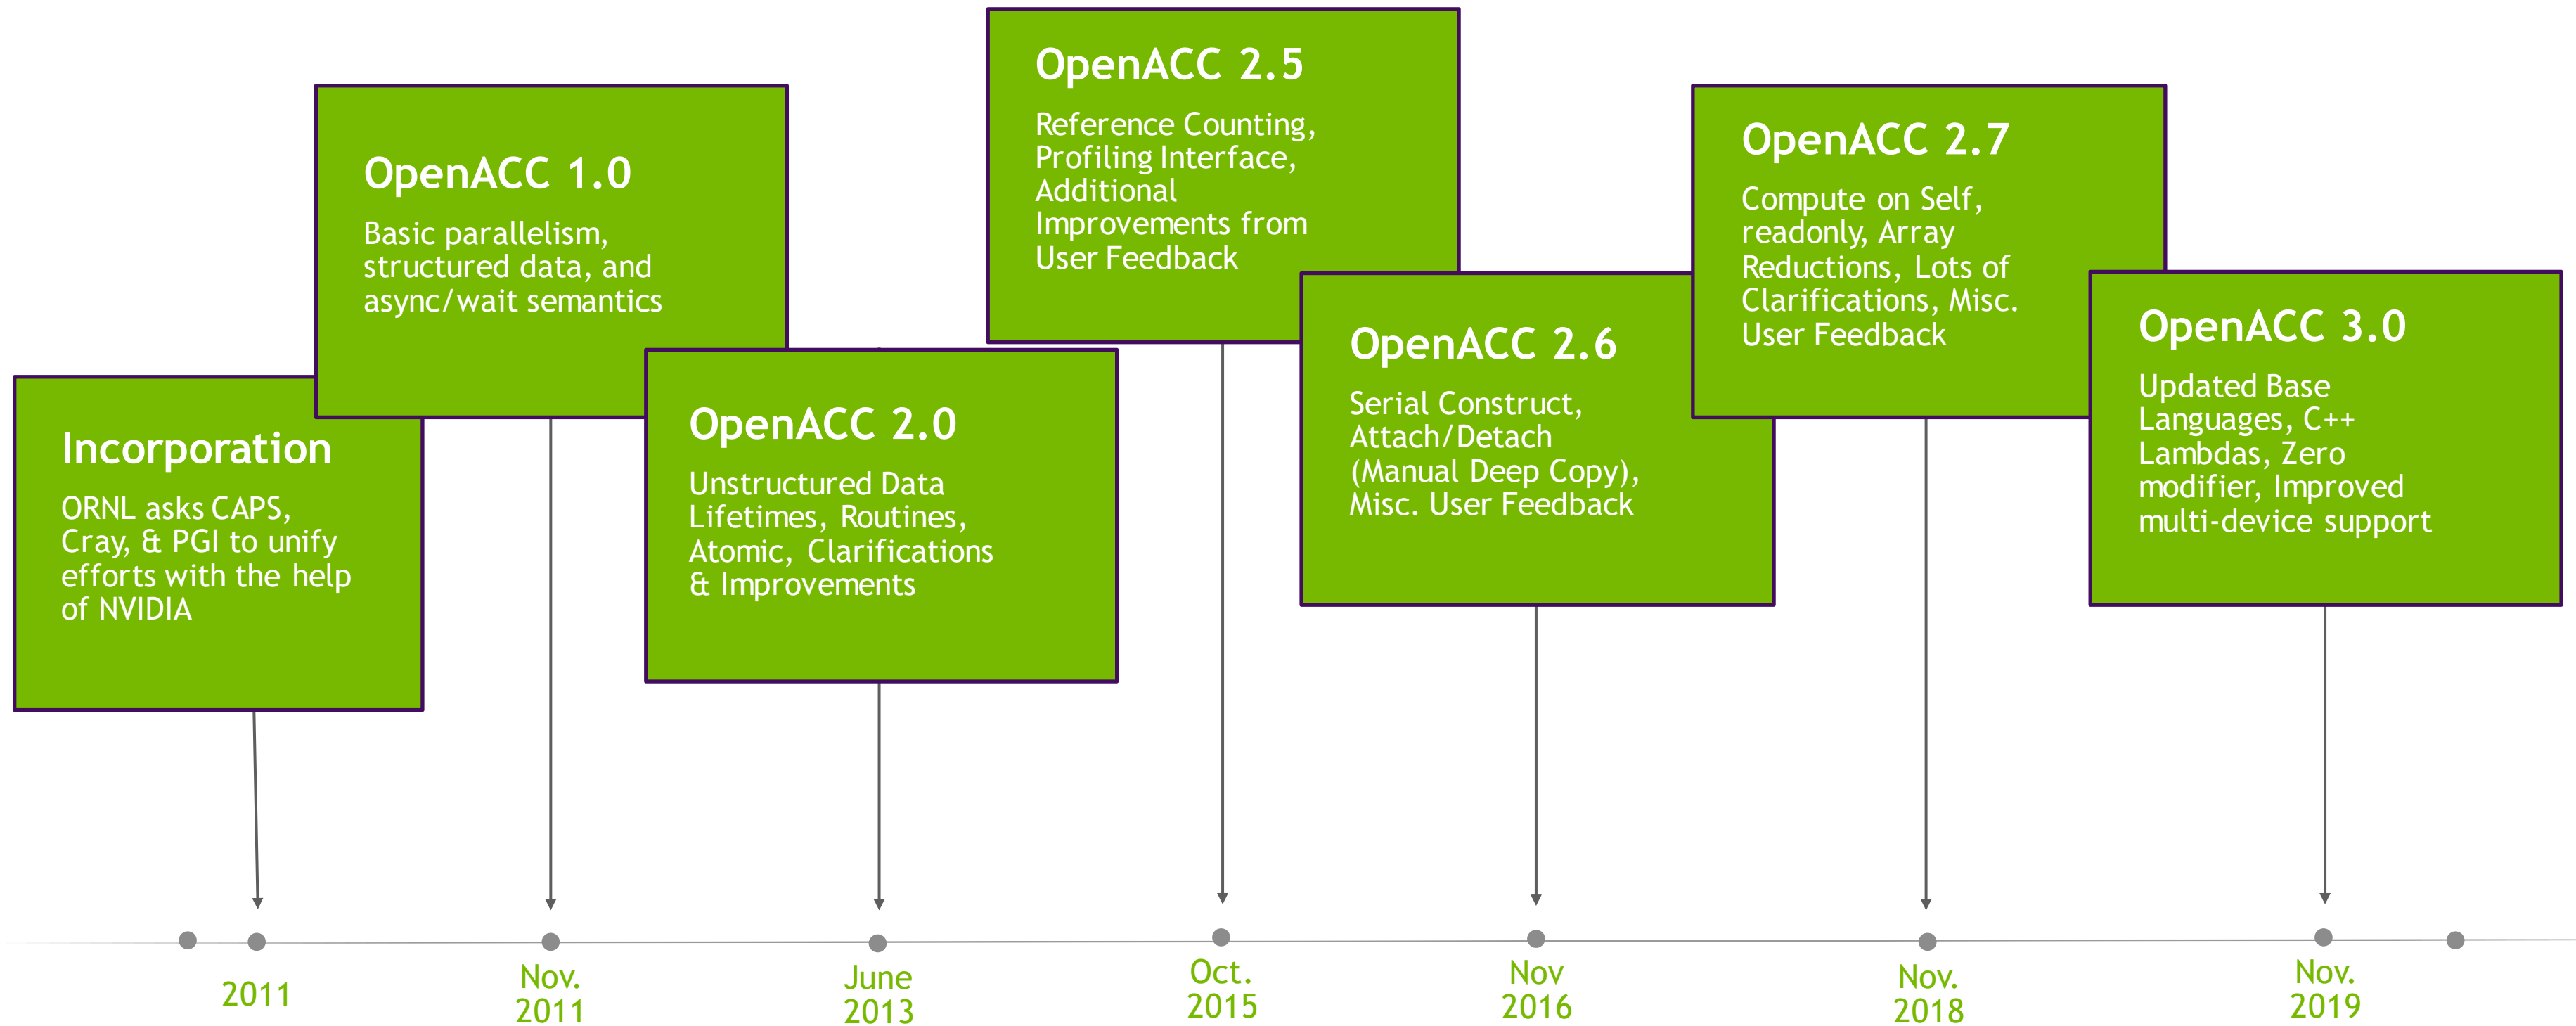 Incorporation
ORNL asks CAPS,
Cray, & PGI to unify
efforts with the help
of NVIDIA
OpenACC 1.0
Basic parallelism,
structured data, and
async/wait semantics
OpenACC 2.0
Unstructured Data
Lifetimes, Routines,
Atomic, Clarifications
& Improvements
OpenACC 2.5
Reference Counting,
Profiling Interface,
Additional
Improvements from
User Feedback
OpenACC 2.6
Serial Construct,
Attach/Detach
(Manual Deep Copy),
Misc. User Feedback
OpenACC 2.7
Compute on Self,
readonly, Array
Reductions, Lots of
Clarifications, Misc.
User Feedback
OpenACC 3.0
Updated Base
Languages, C++
Lambdas, Zero
modifier, Improved
multi-device support
2011
Nov.
2011
June
2013
Oct.
2015
Nov
2016
Nov.
2018
Nov.
2019